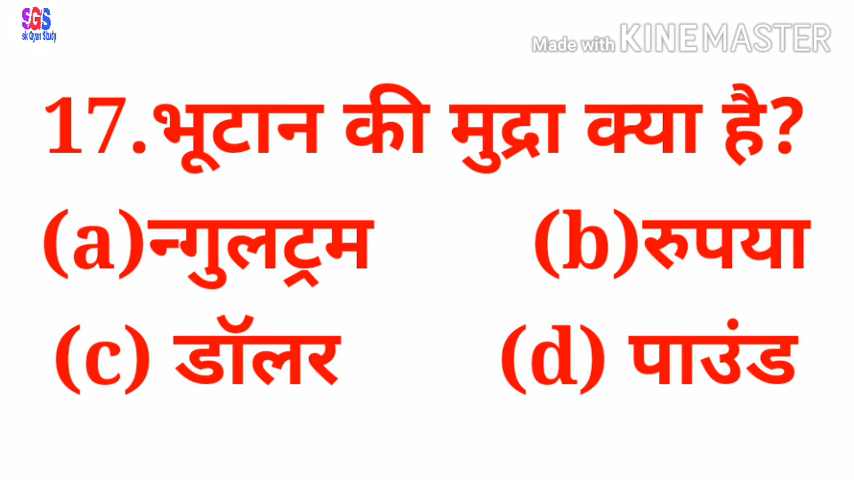 SGS
sk Gyan Study
Made with KINEMASTER
17.भूटान की मुद्रा क्या है?
(a)न्गुलट्रम (b)रुपया
(c) डॉलर (d) पाउंड